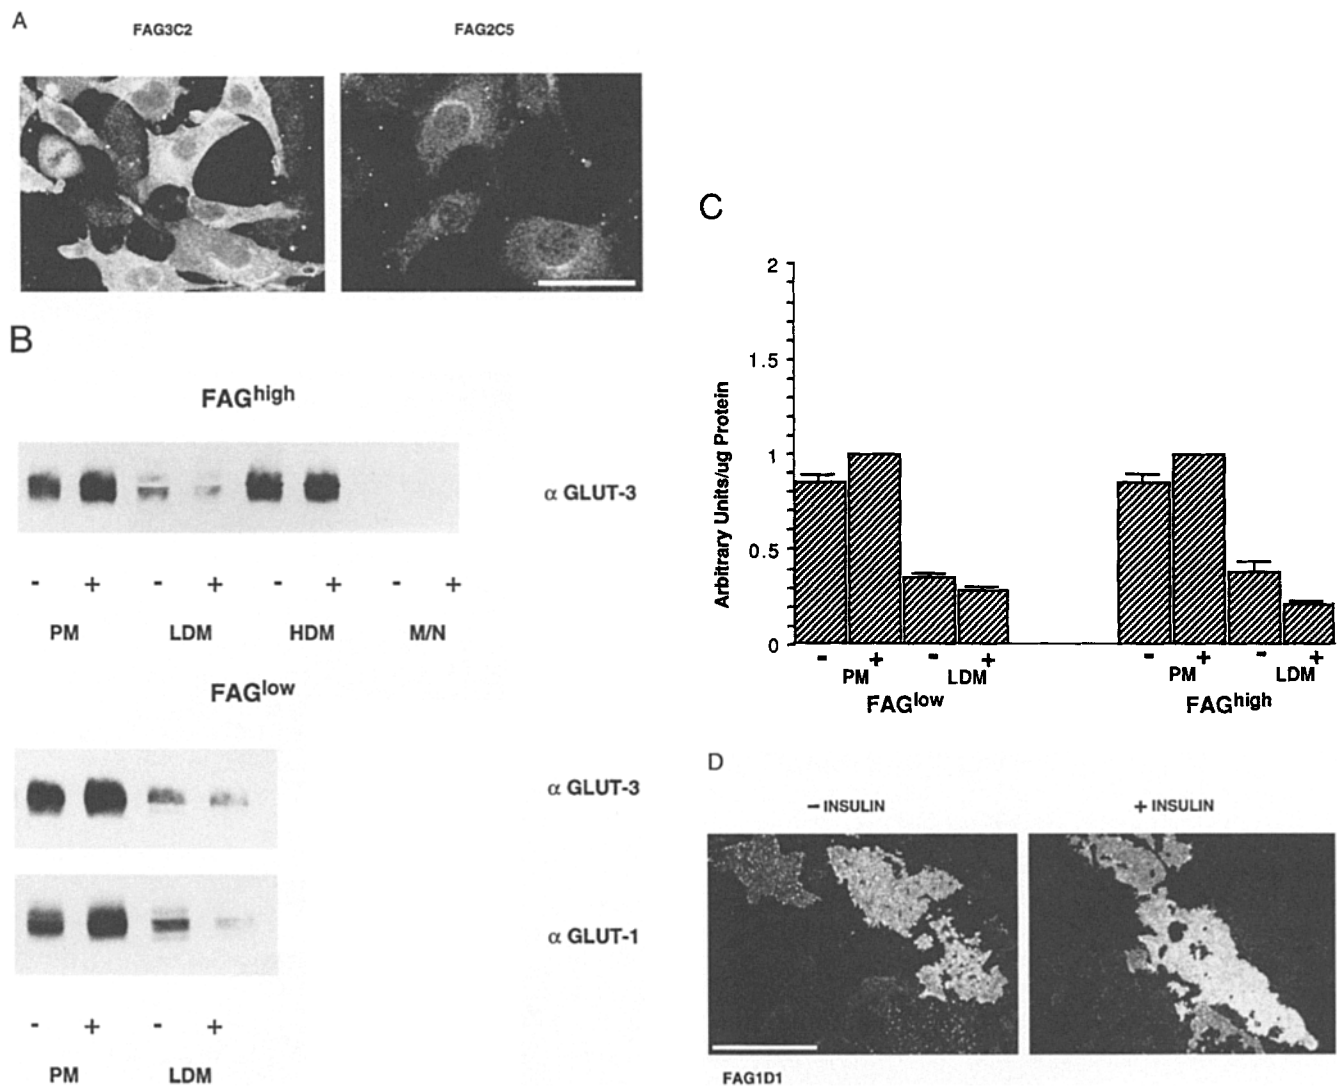 A
FAG3C2
FAG2C5
B
FAGhigh
α GLUT-3
- + - + - + - +
PM LDM HDM M/N
FAGlow
α GLUT-3
α GLUT-1
- + - +
PM LDM
C
Arbitrary Units/ug Protein
2
1.5
1
0.5
0
- + - + - + - +
PM LDM PM LDM
FAGlow FAGhigh
D
- INSULIN
+ INSULIN
FAG1D1